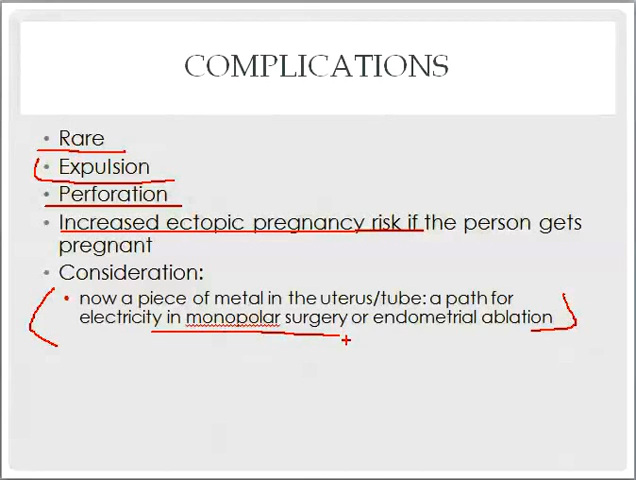 COMPLICATIONS
• Rare
• Expulsion
• Perforation
• Increased ectopic pregnancy risk if the person gets
pregnant
• Consideration:
• now a piece of metal in the uterus/tube: a path for
electricity in monopolar surgery or endometrial ablation